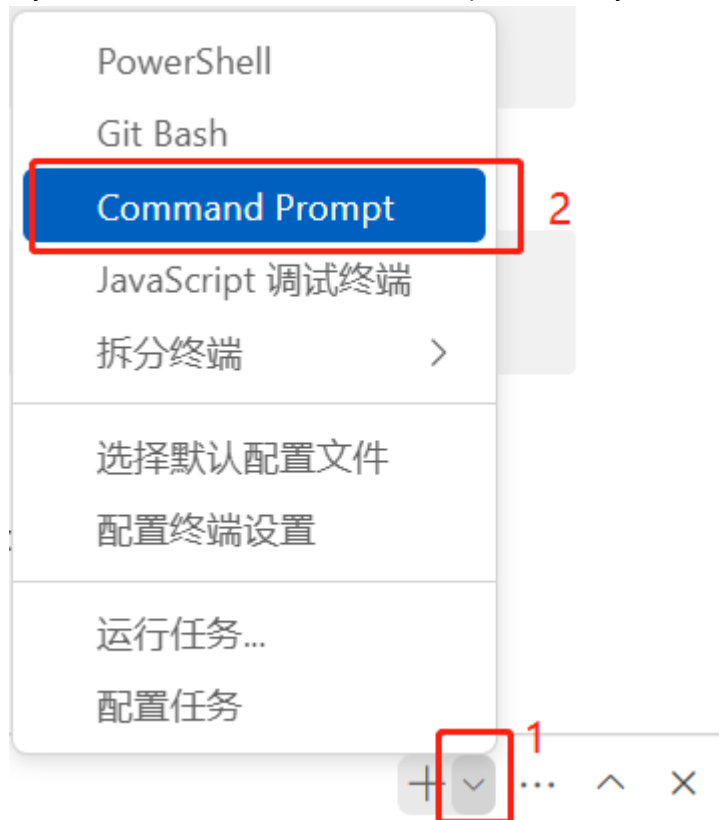 PowerShell
Git Bash
Command Prompt
2
JavaScript 调试终端
拆分终端
选择默认配置文件
配置终端设置
运行任务...
配置任务
1